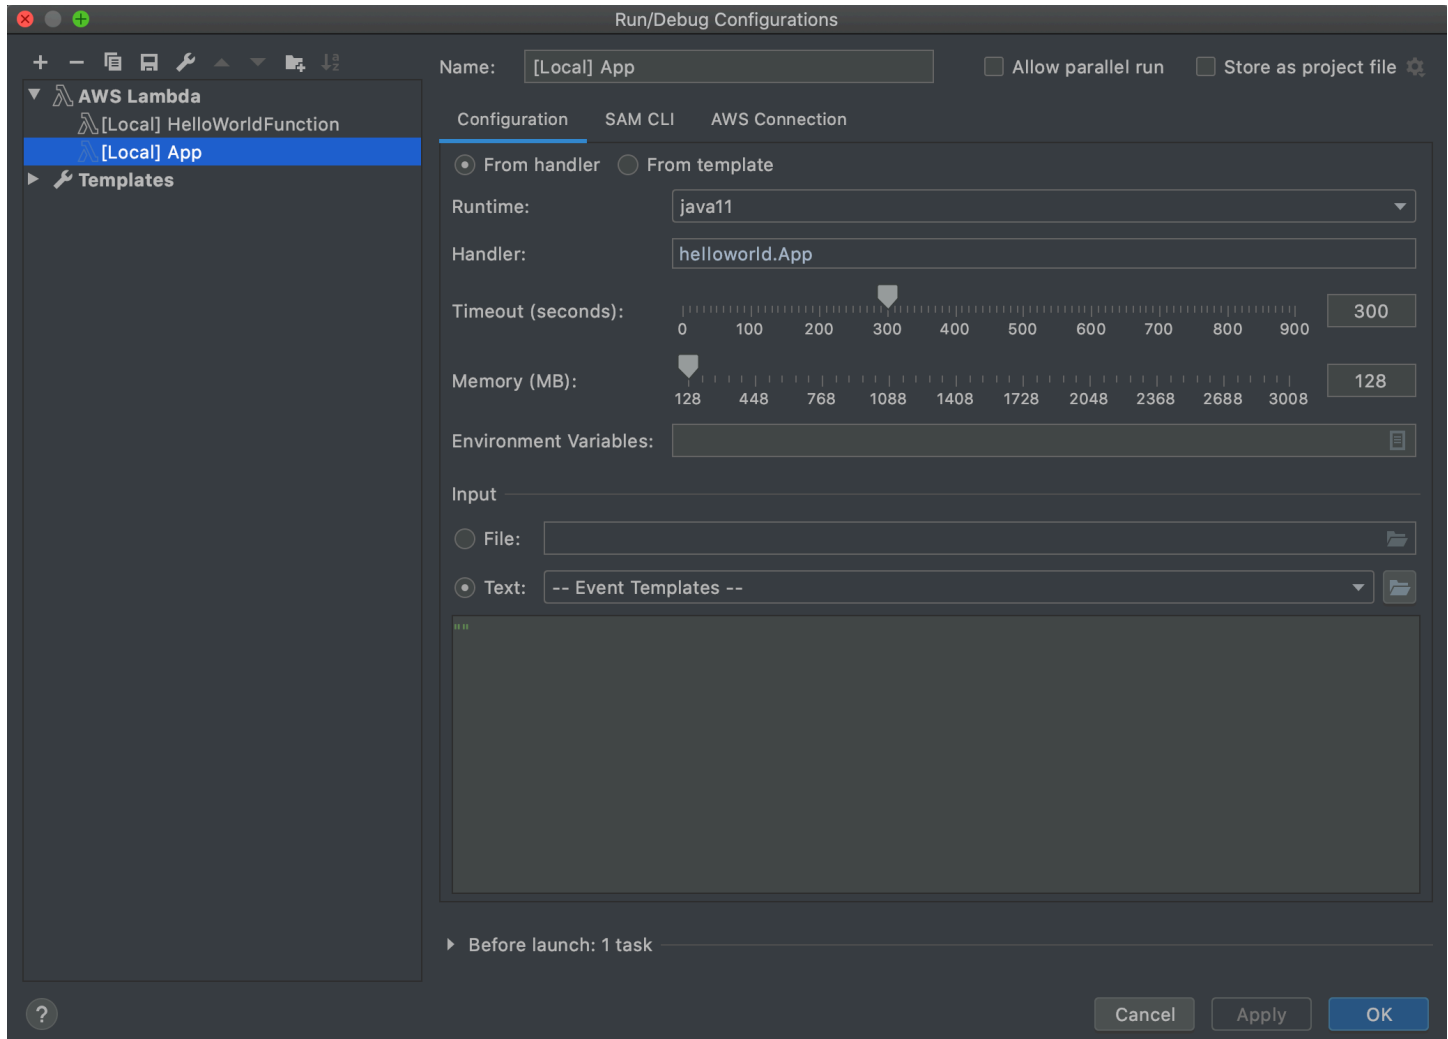 Run/Debug Configurations
AWS Lambda
[Local] HelloWorldFunction
[Local] App
Templates
Name: [Local] App Allow parallel run Store as project file
Configuration SAM CLI AWS Connection
From handler From template
Runtime: java11
Handler: helloworld.App
Timeout (seconds): 300
0 100 200 300 400 500 600 700 800 900
Memory (MB): 128
128 448 768 1088 1408 1728 2048 2368 2688 3008
Environment Variables:
Input
File:
Text: -- Event Templates --
""
Before launch: 1 task
? Cancel Apply OK